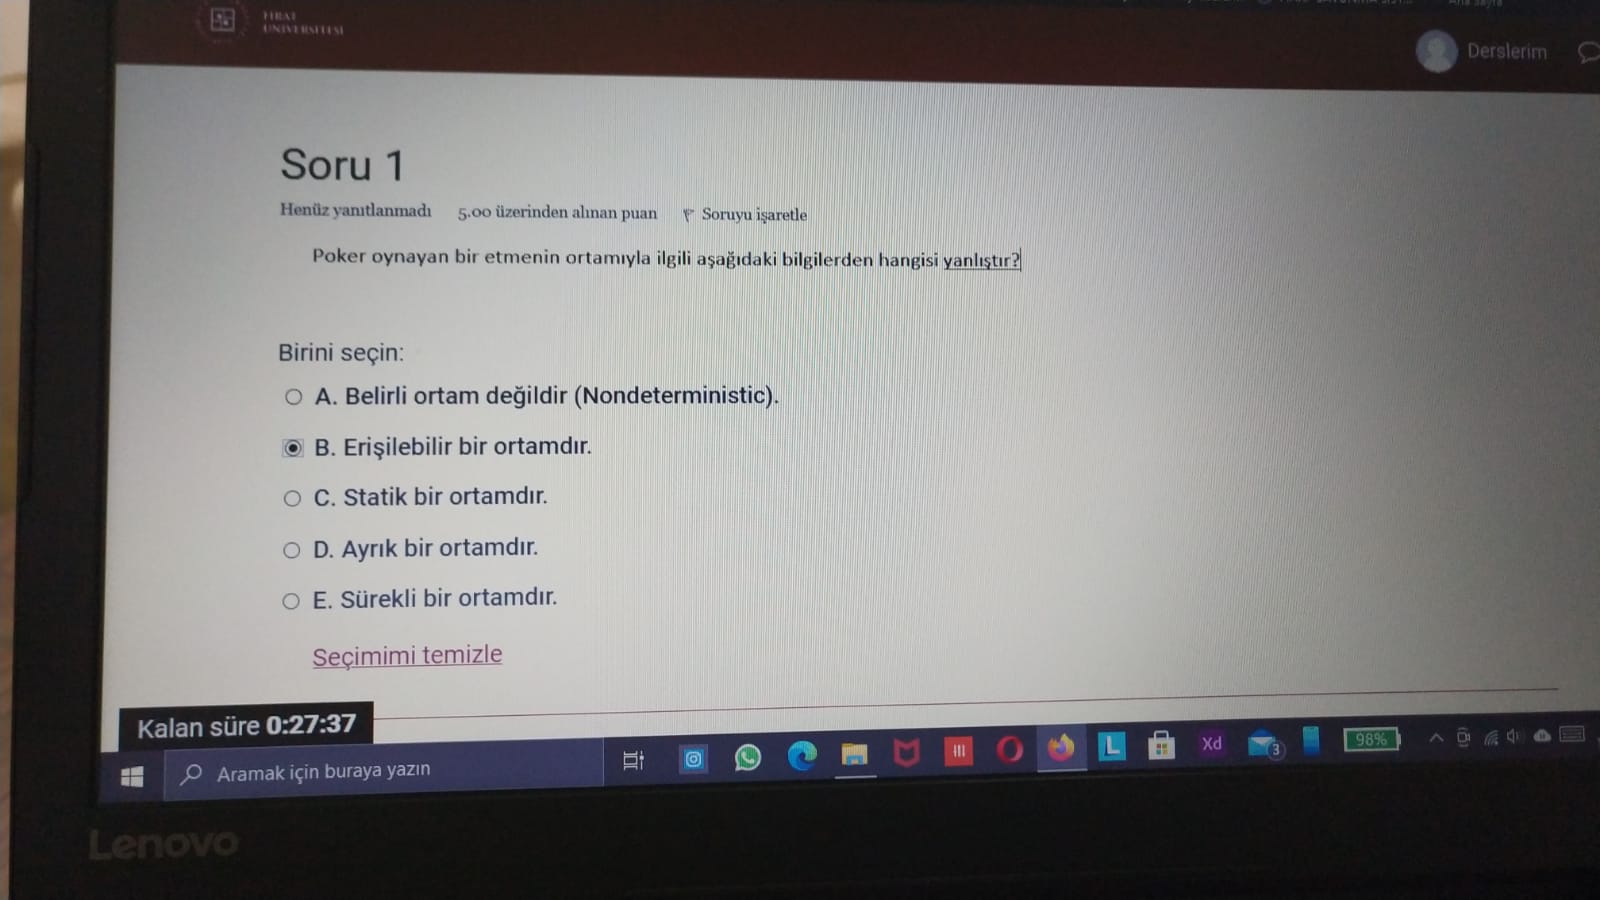 FIRAT
ÜNİVERSİTESİ
Derslerim
Soru 1
Henüz yanıtlanmadı 5.00 üzerinden alınan puan Soruyu işaretle
Poker oynayan bir etmenin ortamıyla ilgili aşağıdaki bilgilerden hangisi yanlıştır?
Birini seçin:
A. Belirli ortam değildir (Nondeterministic).
B. Erişilebilir bir ortamdır.
C. Statik bir ortamdır.
D. Ayrık bir ortamdır.
E. Sürekli bir ortamdır.
Seçimimi temizle
Kalan süre 0:27:37
Aramak için buraya yazın
L
Xd
3
98%
Lenovo